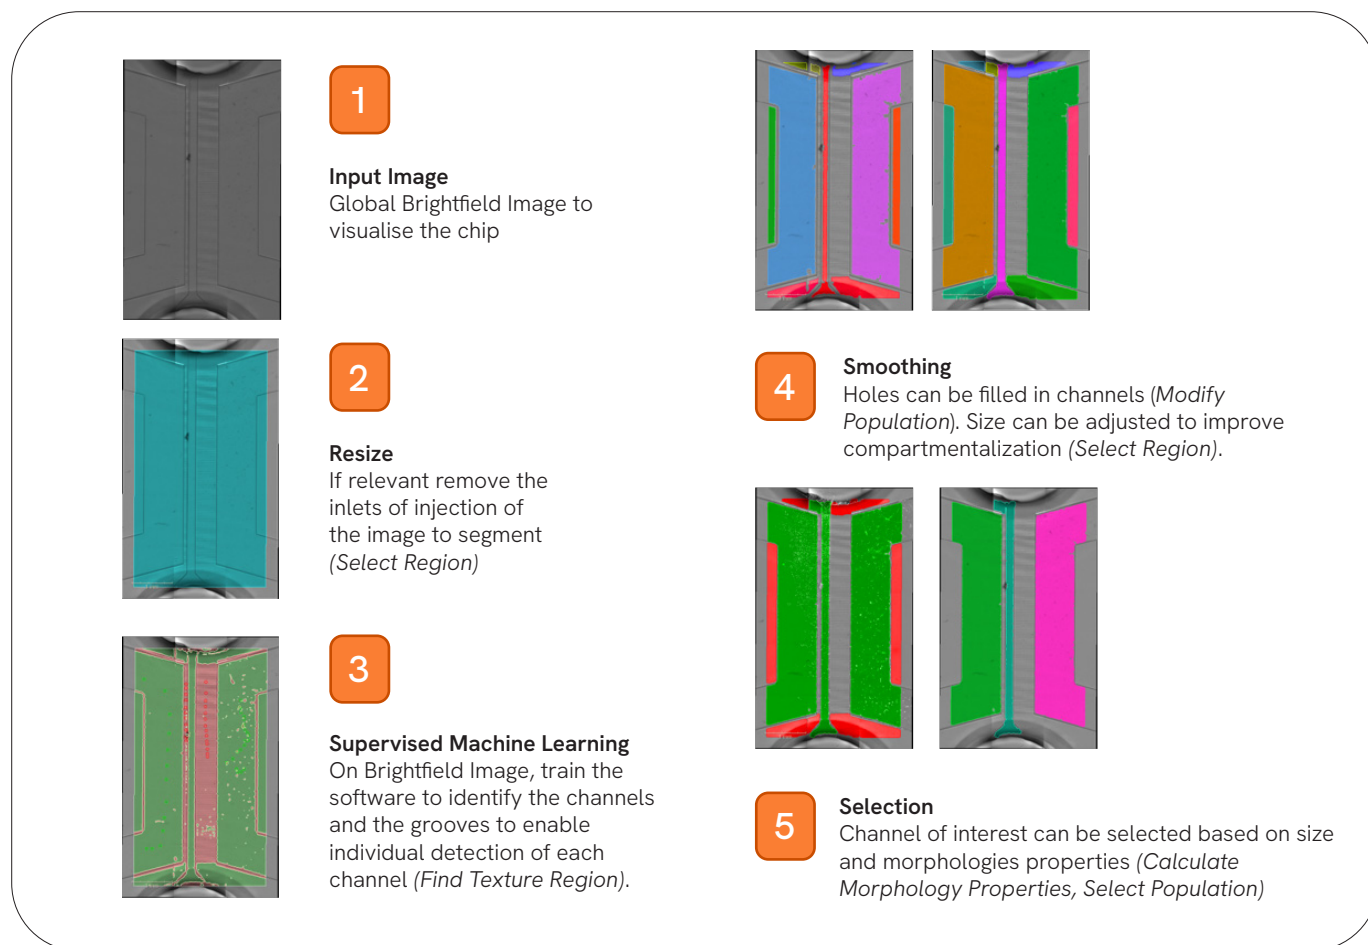 1
Input Image
Global Brightfield Image to
visualise the chip
2
Resize
If relevant remove the
inlets of injection of
the image to segment
(Select Region)
3
Supervised Machine Learning
On Brightfield Image, train the
software to identify the channels
and the grooves to enable
individual detection of each
channel (Find Texture Region).
4
Smoothing
Holes can be filled in channels (Modify
Population). Size can be adjusted to improve
compartmentalization (Select Region).
5
Selection
Channel of interest can be selected based on size
and morphologies properties (Calculate
Morphology Properties, Select Population)